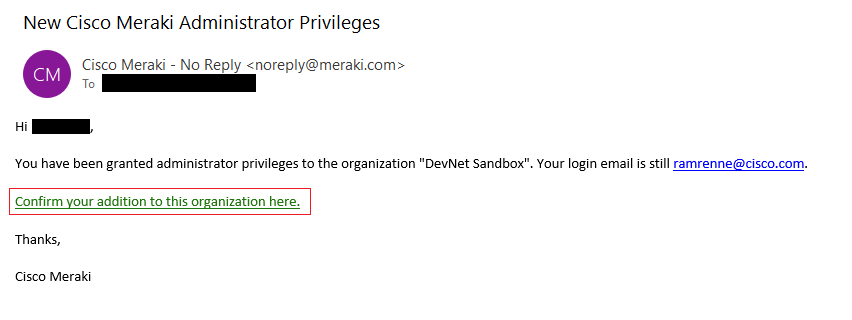 New Cisco Meraki Administrator Privileges
CM
Cisco Meraki - No Reply <noreply@meraki.com>
To
Hi ,
You have been granted administrator privileges to the organization "DevNet Sandbox". Your login email is still ramrenne@cisco.com.
Confirm your addition to this organization here.
Thanks,
Cisco Meraki